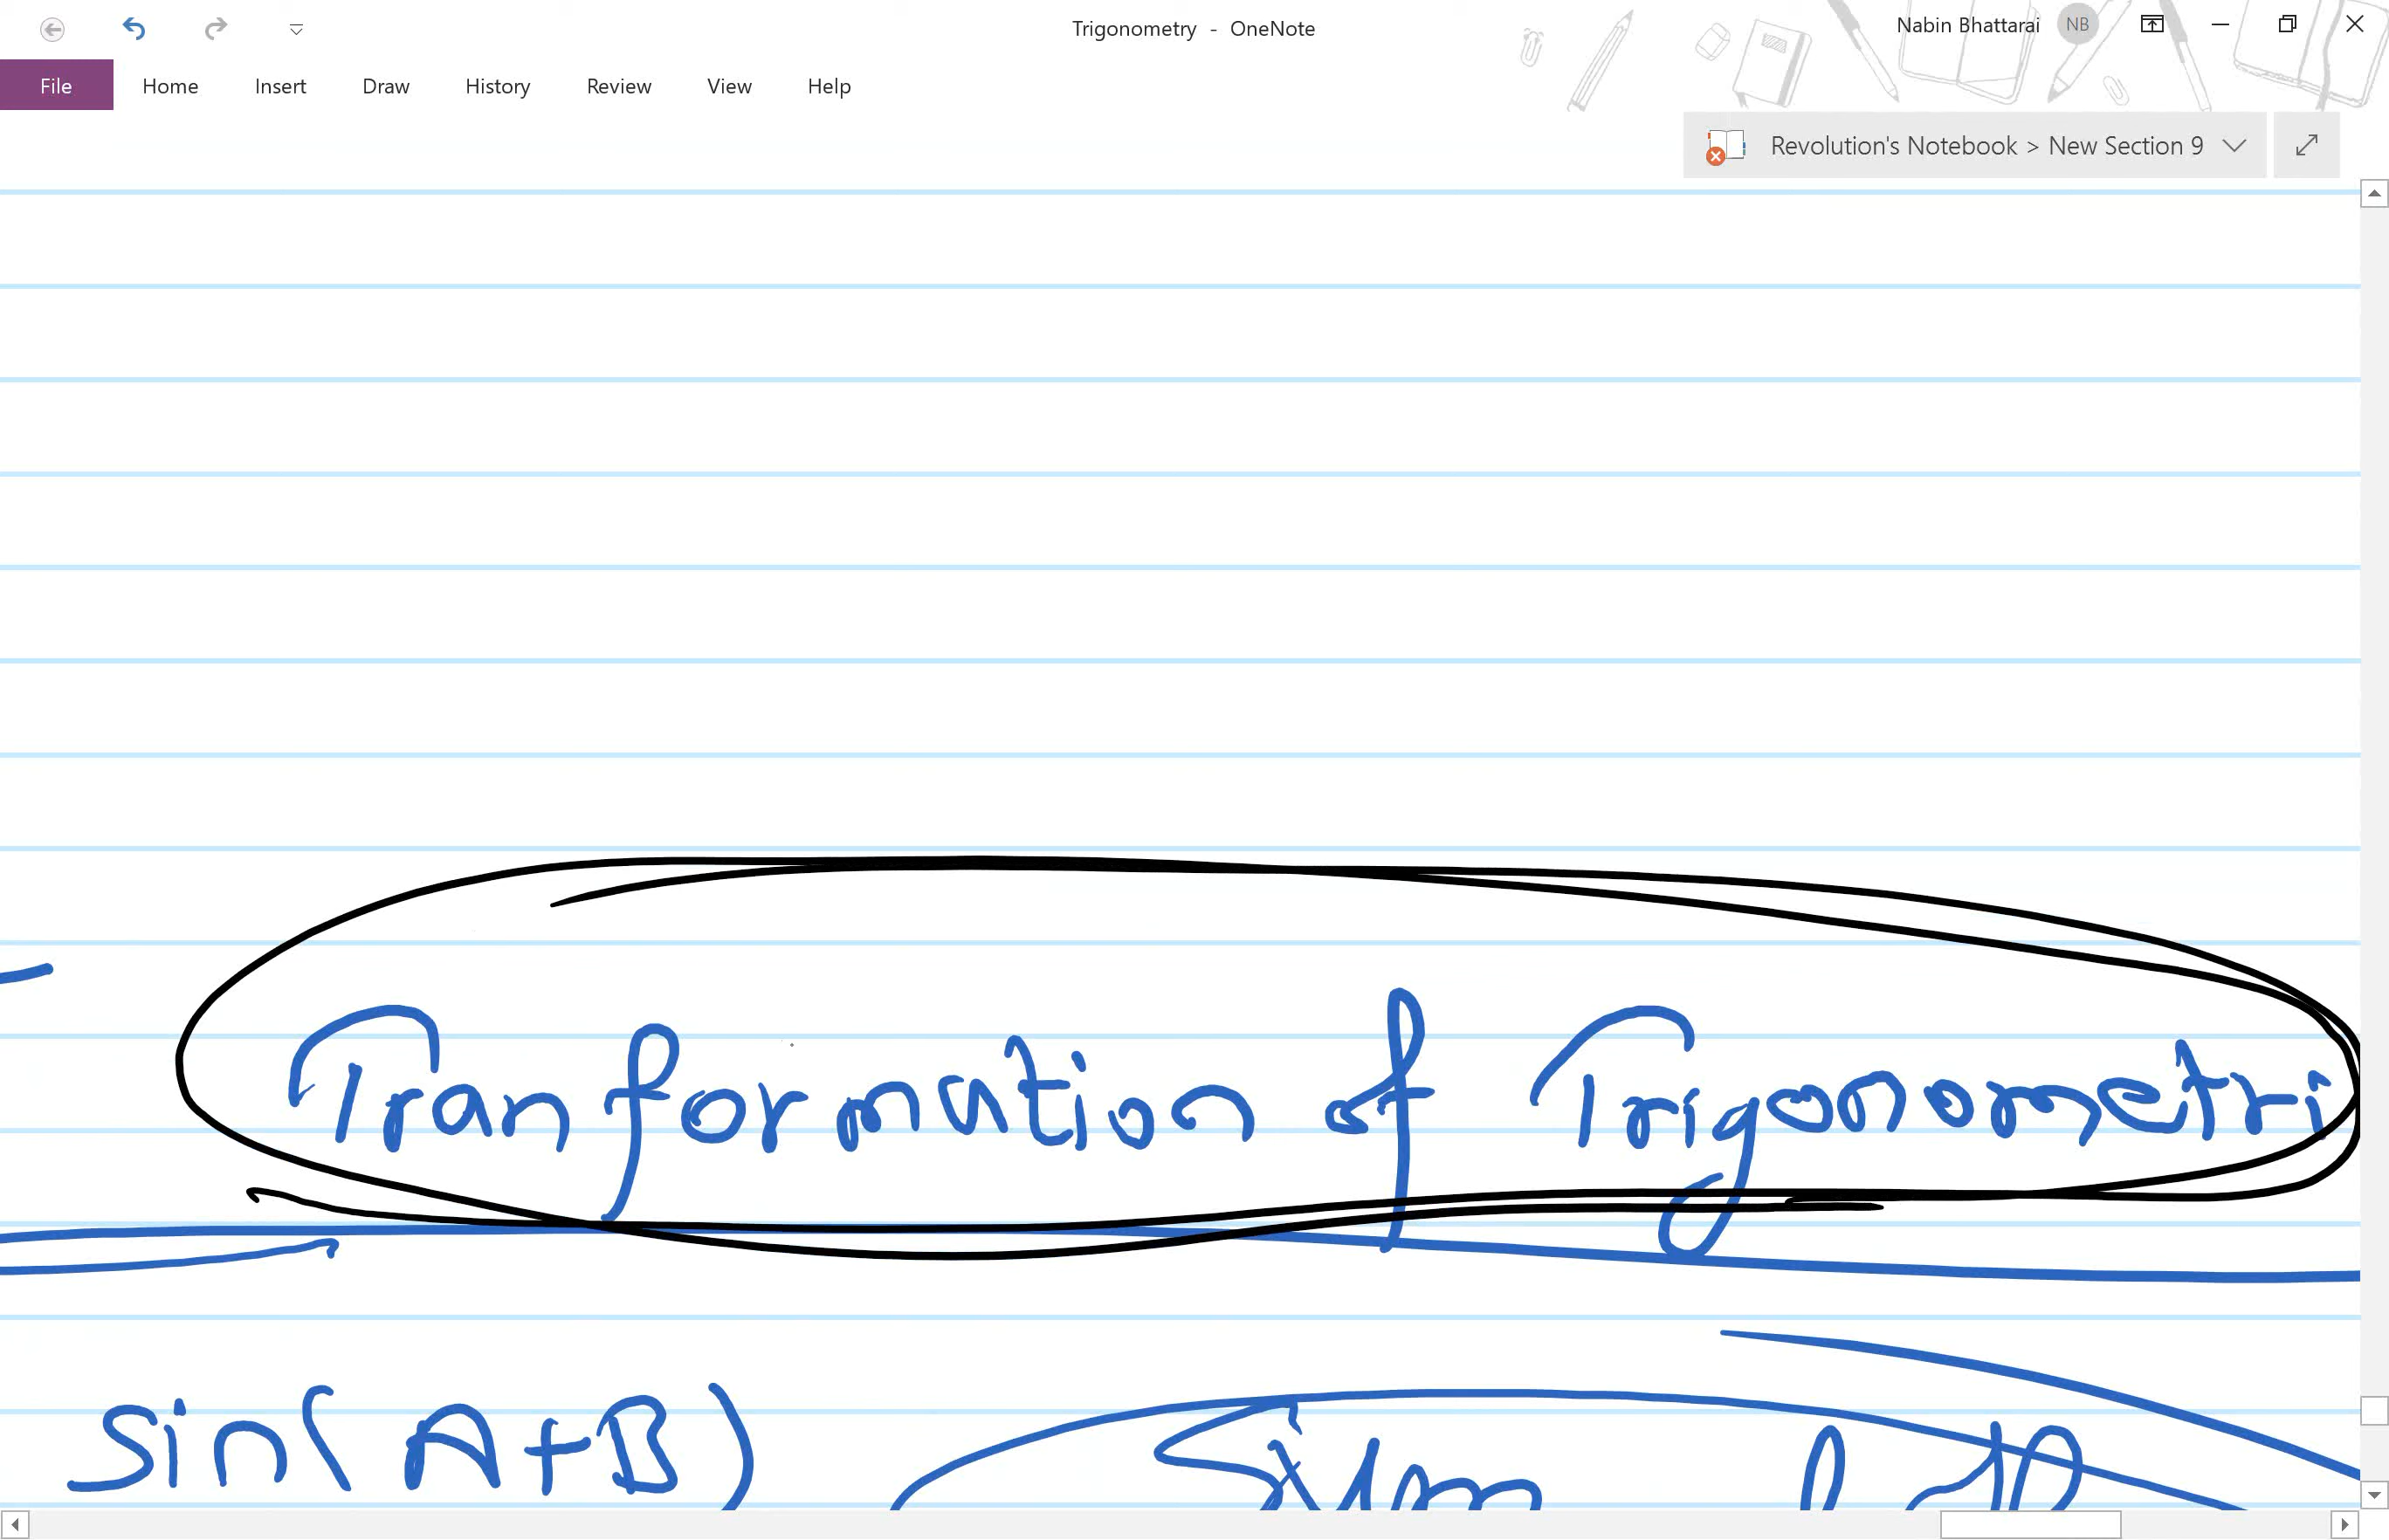 Trigonometry - OneNote
Nabin Bhattarai NB
File Home Insert Draw History Review View Help
Revolution's Notebook > New Section 9
Tranformation of Trigonometri
sin(A+B)